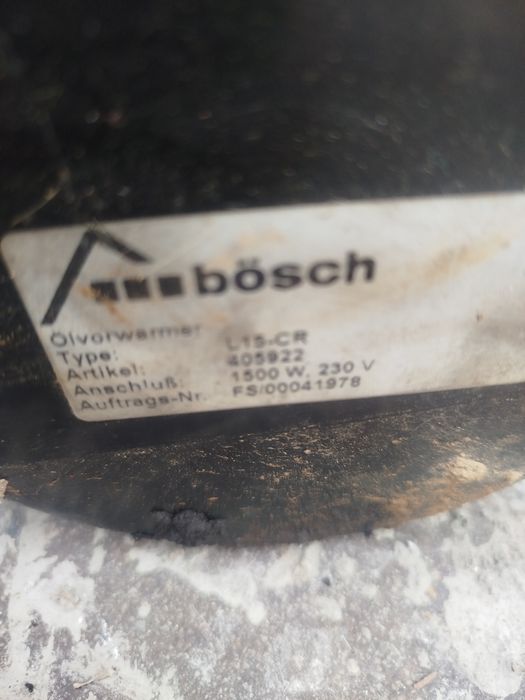 bösch
Ölvorwärmer
Type: L15-CR
Artikel: 405922
Anschluß: 1500 W, 230 V
Auftrags-Nr. FS/00041978